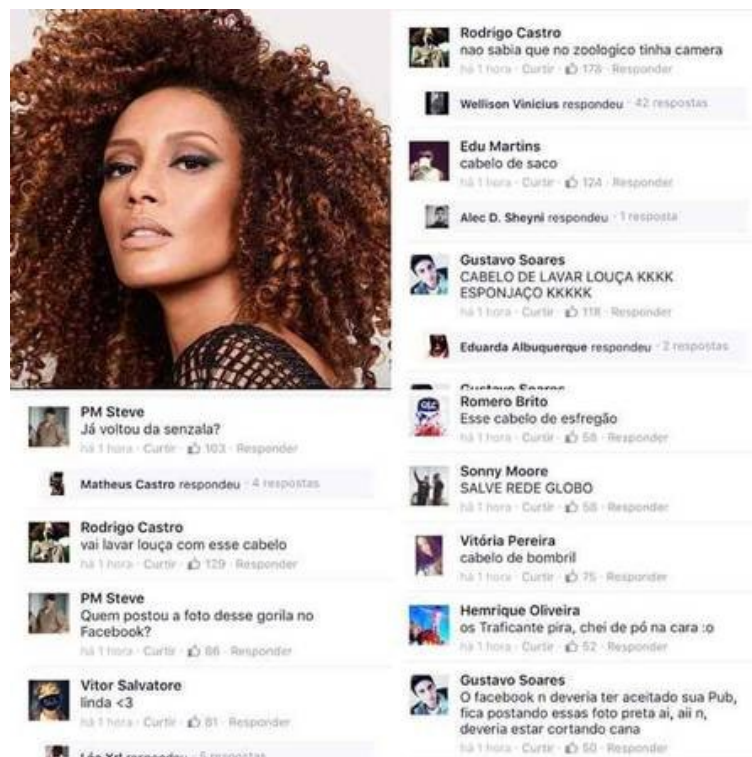 PM Steve
Já voltou da senzala?
há 1 hora · Curtir · 103 · Responder
Matheus Castro respondeu · 4 respostas
Rodrigo Castro
vai lavar louça com esse cabelo
há 1 hora · Curtir · 129 · Responder
PM Steve
Quem postou a foto desse gorila no
Facebook?
há 1 hora · Curtir · 86 · Responder
Vitor Salvatore
linda <3
há 1 hora · Curtir · 81 · Responder
respondeu · 5 respostas
Rodrigo Castro
nao sabia que no zoologico tinha camera
há 1 hora · Curtir · 178 · Responder
Wellison Vinicius respondeu · 42 respostas
Edu Martins
cabelo de saco
há 1 hora · Curtir · 124 · Responder
Alec D. Sheyni respondeu · 1 resposta
Gustavo Soares
CABELO DE LAVAR LOUÇA KKKK
ESPONJAÇO KKKKK
há 1 hora · Curtir · 118 · Responder
Eduarda Albuquerque respondeu · 2 respostas
Gustavo Soares
Romero Brito
Esse cabelo de esfregão
há 1 hora · Curtir · 58 · Responder
Sonny Moore
SALVE REDE GLOBO
há 1 hora · Curtir · 58 · Responder
Vitória Pereira
cabelo de bombril
há 1 hora · Curtir · 75 · Responder
Hemrique Oliveira
os Traficante pira, chei de pó na cara :o
há 1 hora · Curtir · 52 · Responder
Gustavo Soares
O facebook n deveria ter aceitado sua Pub,
fica postando essas foto preta ai, aii n,
deveria estar cortando cana
há 1 hora · Curtir · 50 · Responder